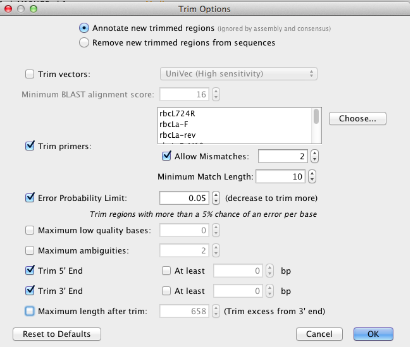 Trim Options
Annotate new trimmed regions (ignored by assembly and consensus)
Remove new trimmed regions from sequences
Trim vectors: UniVec (High sensitivity)
Minimum BLAST alignment score: 16
rbcL724R
rbcLa-F
rbcLa-rev
Choose...
Trim primers:
Allow Mismatches: 2
Minimum Match Length: 10
Error Probability Limit: 0.05 (decrease to trim more)
Trim regions with more than a 5% chance of an error per base
Maximum low quality bases: 0
Maximum ambiguities: 2
Trim 5' End At least 0 bp
Trim 3' End At least 0 bp
Maximum length after trim: 658 (Trim excess from 3' end)
Reset to Defaults Cancel OK